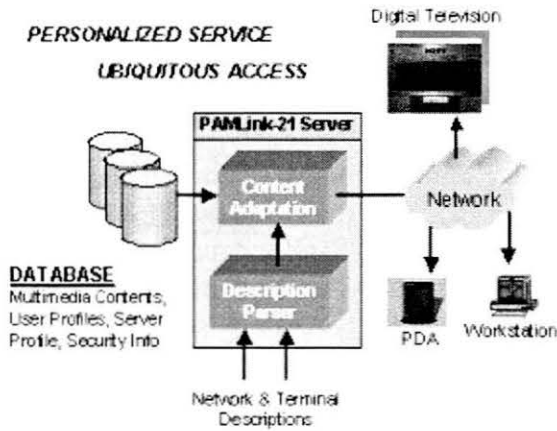 Digital Television
PERSONALIZED SERVICE
UBIQUITOUS ACCESS
PAMLink-21 Server
Content
Adaptation
Network
DATABASE
Multimedia Contents,
User Profiles, Server
Profile, Security Info
Description
Parser
PDA
Workstation
Network & Terminal
Descriptions